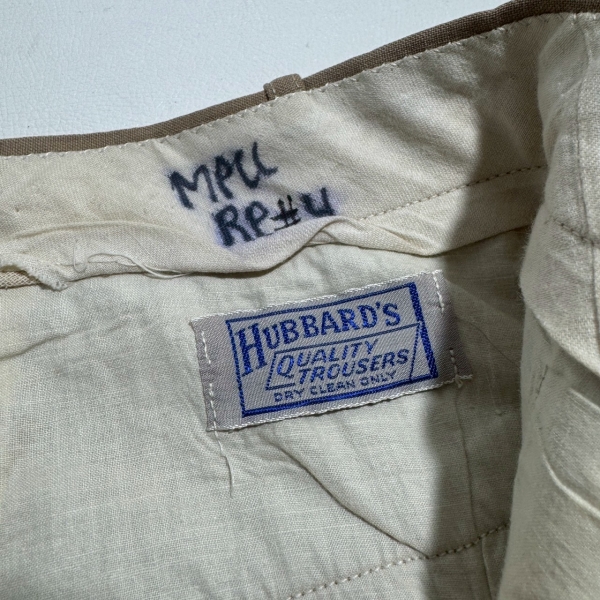 MPCC
RP#4
HUBBARD'S
QUALITY
TROUSERS
DRY CLEAN ONLY